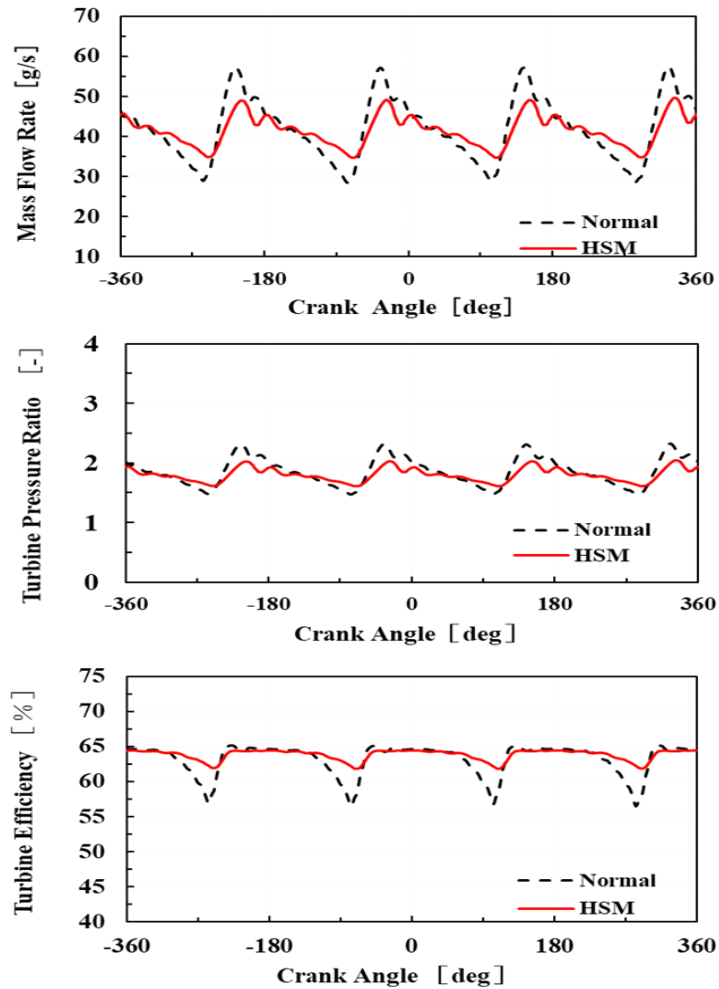 Mass Flow Rate [g/s]
70
60
50
40
30
20
10
Normal
HSM
-360
-180
0
180
360
Crank Angle [deg]
Turbine Pressure Ratio [-]
4
3
2
1
0
Normal
HSM
-360
-180
0
180
360
Crank Angle [deg]
Turbine Efficiency [%]
75
70
65
60
55
50
45
40
Normal
HSM
-360
-180
0
180
360
Crank Angle [deg]